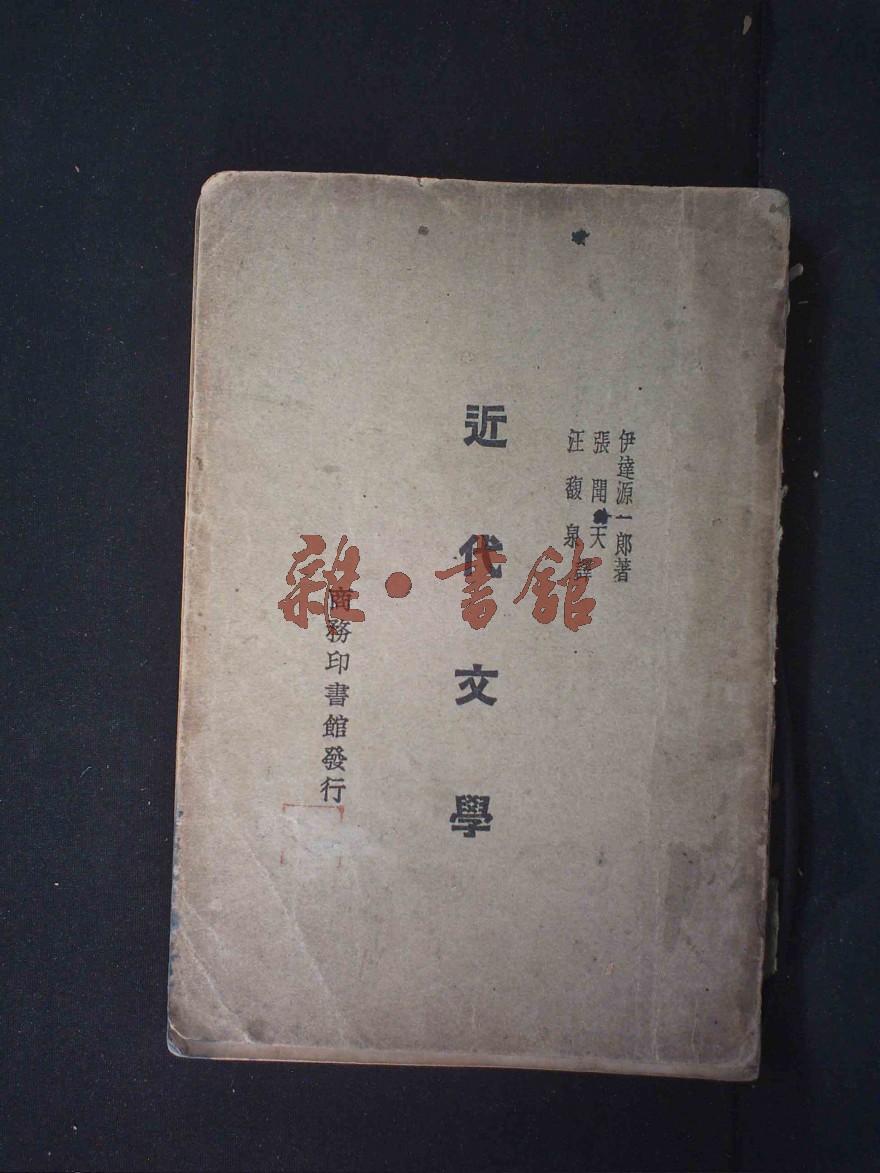 伊達源一郎著
張聞天
汪馥泉譯
近代文學
商務印書館發行
雜·書館